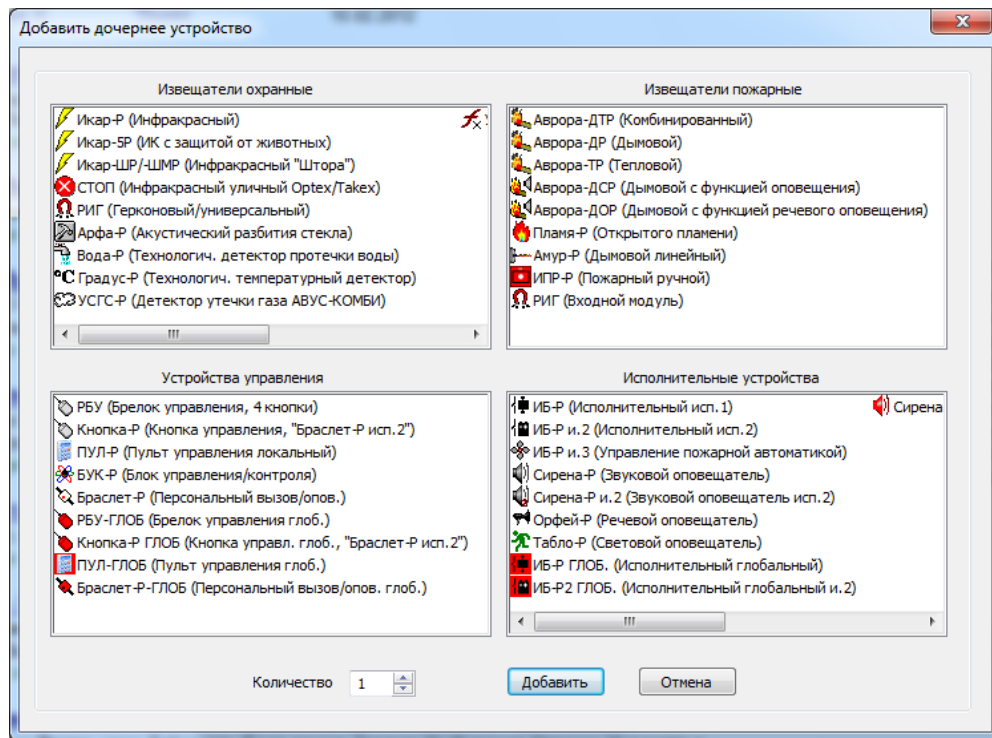 Добавить дочернее устройство
Извещатели охранные
Икар-Р (Инфракрасный)
Икар-5Р (ИК с защитой от животных)
Икар-ШР/-ШМР (Инфракрасный "Штора")
СТОП (Инфракрасный уличный Optex/Takex)
РИГ (Герконовый/универсальный)
Арфа-Р (Акустический разбития стекла)
Вода-Р (Технологич. детектор протечки воды)
°C Градус-Р (Технологич. температурный детектор)
УСГС-Р (Детектор утечки газа АВУС-КОМБИ)
Извещатели пожарные
Аврора-ДТР (Комбинированный)
Аврора-ДР (Дымовой)
Аврора-ТР (Тепловой)
Аврора-ДСР (Дымовой с функцией оповещения)
Аврора-ДОР (Дымовой с функцией речевого оповещения)
Пламя-Р (Открытого пламени)
Амур-Р (Дымовой линейный)
ИПР-Р (Пожарный ручной)
РИГ (Входной модуль)
Устройства управления
РБУ (Брелок управления, 4 кнопки)
Кнопка-Р (Кнопка управления, "Браслет-Р исп.2")
ПУЛ-Р (Пульт управления локальный)
БУК-Р (Блок управления/контроля)
Браслет-Р (Персональный вызов/опов.)
РБУ-ГЛОБ (Брелок управления глоб.)
Кнопка-Р ГЛОБ (Кнопка управл. глоб., "Браслет-Р исп.2")
ПУЛ-ГЛОБ (Пульт управления глоб.)
Браслет-Р-ГЛОБ (Персональный вызов/опов. глоб.)
Исполнительные устройства
ИБ-Р (Исполнительный исп.1) Сирена
ИБ-Р и.2 (Исполнительный исп.2)
ИБ-Р и.3 (Управление пожарной автоматикой)
Сирена-Р (Звуковой оповещатель)
Сирена-Р и.2 (Звуковой оповещатель исп.2)
Орфей-Р (Речевой оповещатель)
Табло-Р (Световой оповещатель)
ИБ-Р ГЛОБ. (Исполнительный глобальный)
ИБ-Р2 ГЛОБ. (Исполнительный глобальный и.2)
Количество 1 Добавить Отмена